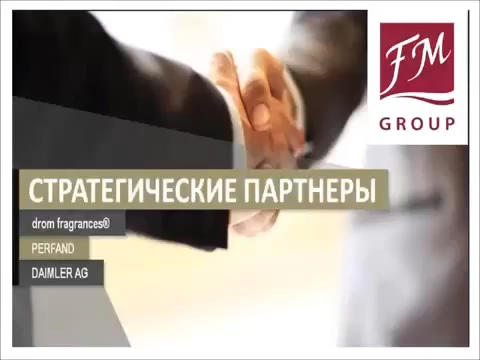 FM
GROUP
СТРАТЕГИЧЕСКИЕ ПАРТНЕРЫ
drom fragrances®
PERFAND
DAIMLER AG